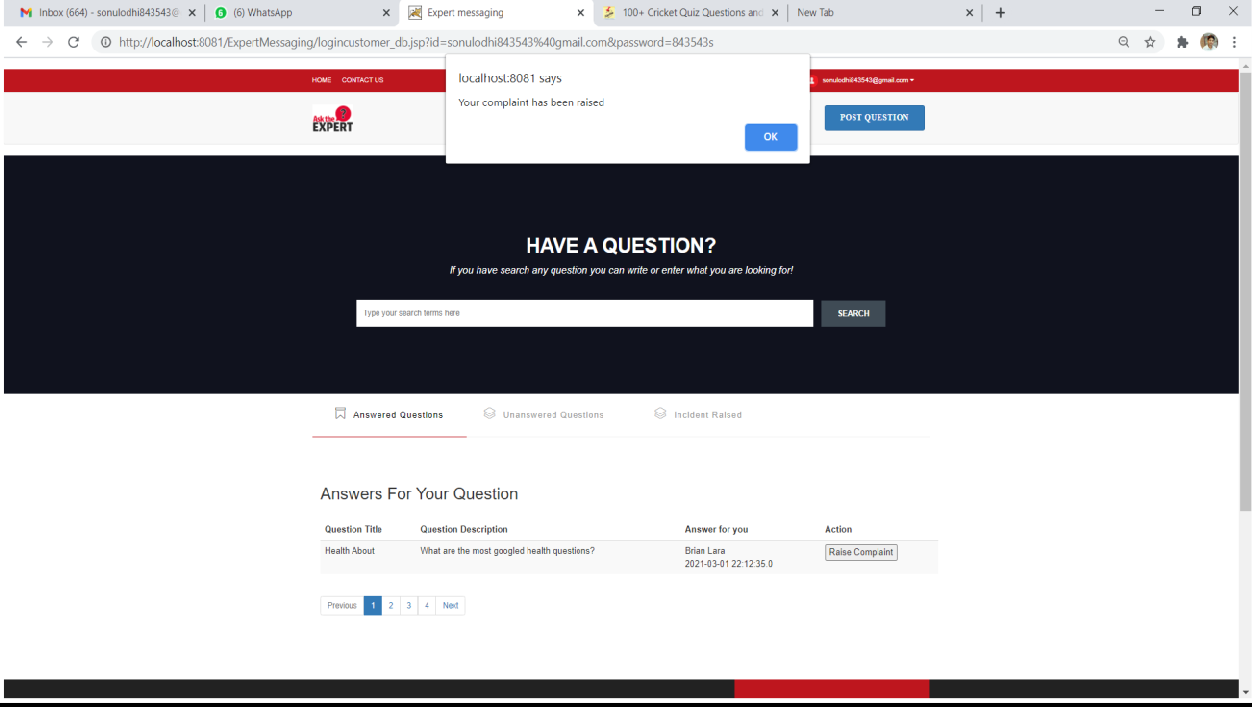 Inbox (664) - sonulodhi843543@
(6) WhatsApp
Expert messaging
100+ Cricket Quiz Questions and
New Tab
http://localhost:8081/ExpertMessaging/logincustomer_db.jsp?id=sonulodhi843543%40gmail.com&password=843543s
localhost:8081 says
Your complaint has been raised
OK
HOME CONTACT US
sonulodhi843543@gmail.com
Ask the ?
EXPERT
POST QUESTION
HAVE A QUESTION?
If you have search any question you can write or enter what you are looking for!
Type your search terms here
SEARCH
Answered Questions
Unanswered Questions
Incident Raised
Answers For Your Question
Question Title Question Description Answer for you Action
Health About What are the most googled health questions? Brian Lara Raise Compaint
2021-03-01 22:12:35.0
Previous 1 2 3 4 Next